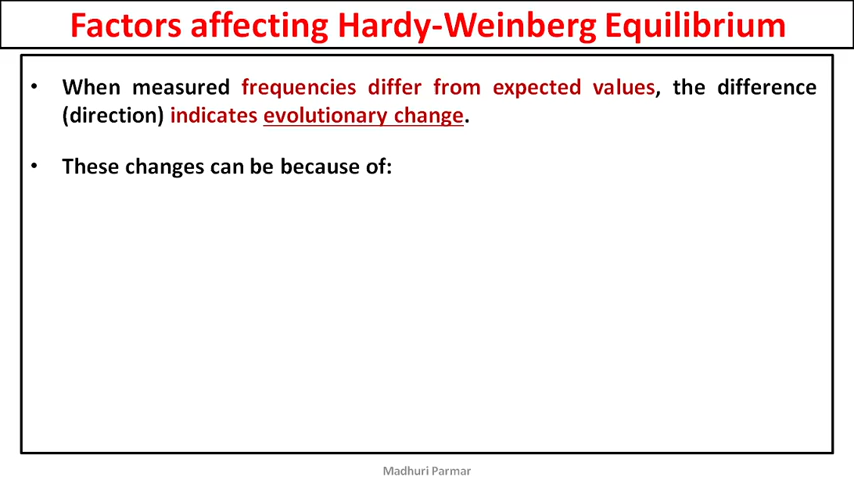 Factors affecting Hardy-Weinberg Equilibrium
• When measured frequencies differ from expected values, the difference
(direction) indicates evolutionary change.
• These changes can be because of:
Madhuri Parmar